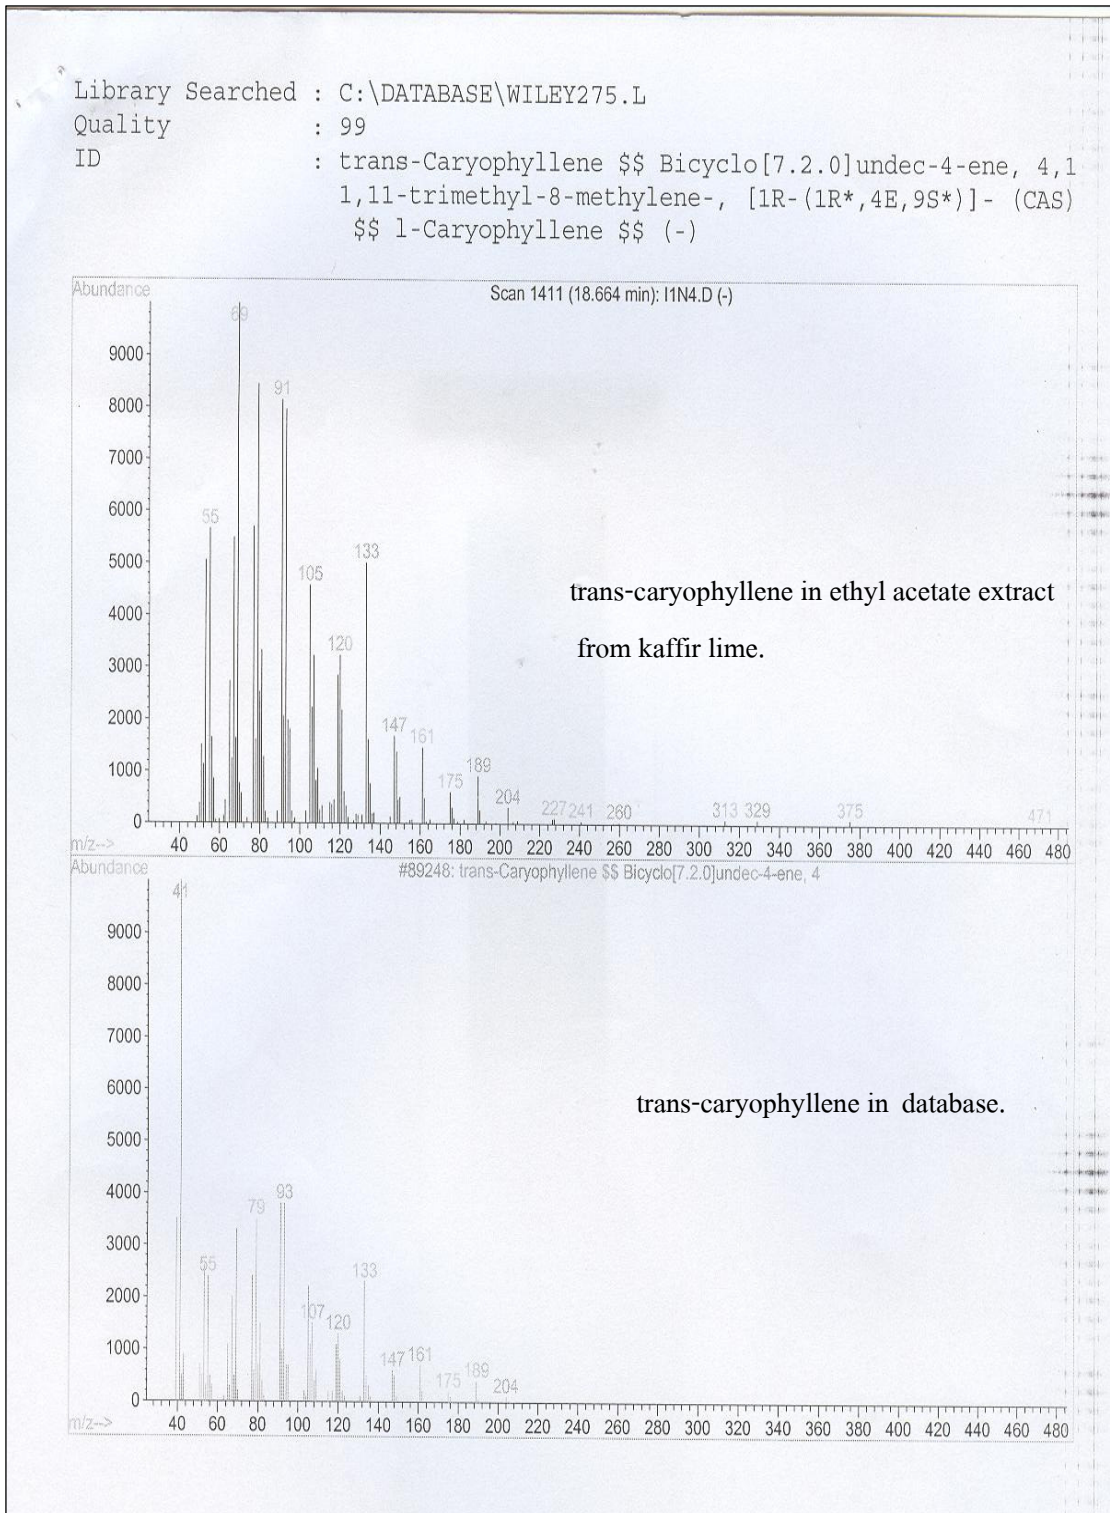 Library Searched : C:\DATABASE\WILEY275.L
Quality : 99
ID : trans-Caryophyllene $$ Bicyclo[7.2.0]undec-4-ene, 4,1
1,11-trimethyl-8-methylene-, [1R-(1R*,4E,9S*)]- (CAS)
$$ l-Caryophyllene $$ (-)
Abundance
Scan 1411 (18.664 min): I1N4.D (-)
69
9000
8000
91
7000
6000
55
5000
133
105
4000
trans-caryophyllene in ethyl acetate extract
from kaffir lime.
120
3000
2000
147
161
1000
175
189
204
227 241 260 313 329 375 471
0
m/z-->
40 60 80 100 120 140 160 180 200 220 240 260 280 300 320 340 360 380 400 420 440 460 480
Abundance
#89248: trans-Caryophyllene $$ Bicyclo[7.2.0]undec-4-ene, 4
41
9000
8000
7000
6000
trans-caryophyllene in database.
5000
4000
79 93
3000
55
133
2000
107
120
1000
147 161
175 189
204
0
m/z-->
40 60 80 100 120 140 160 180 200 220 240 260 280 300 320 340 360 380 400 420 440 460 480